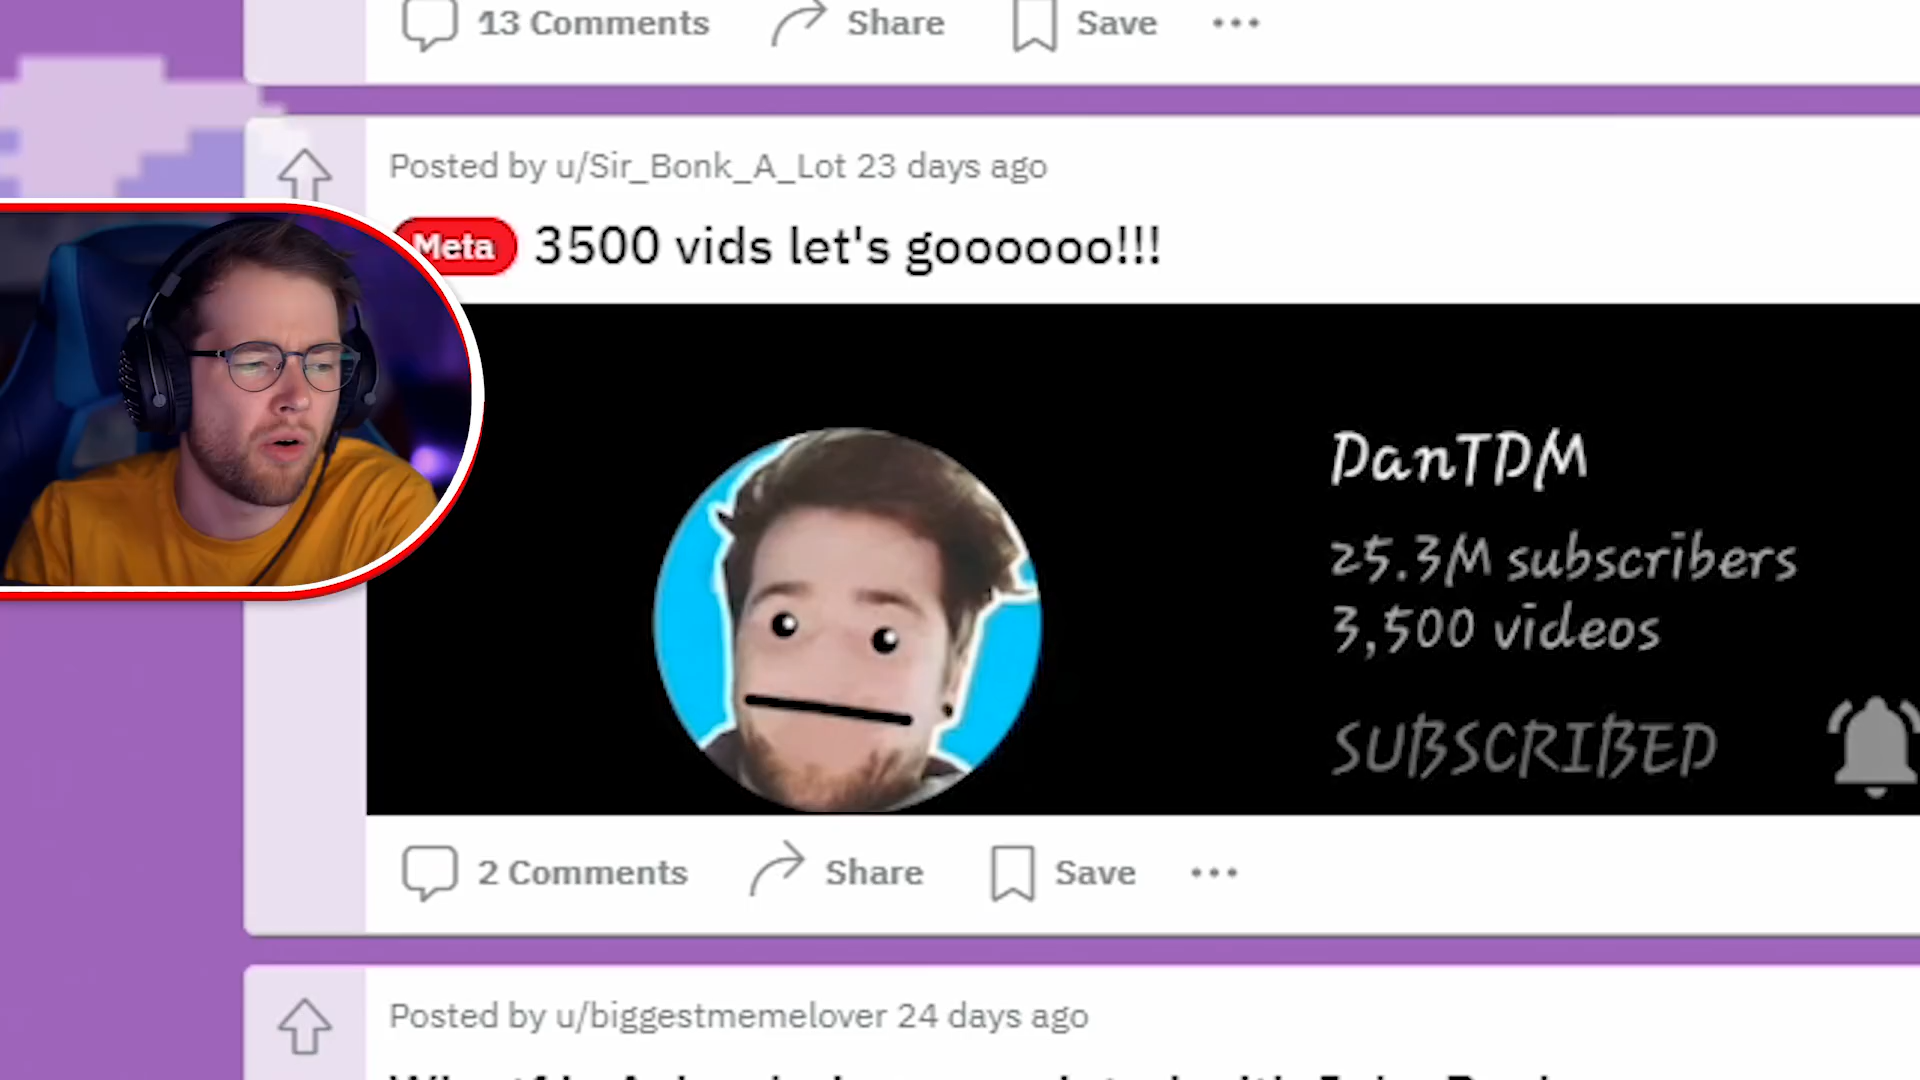 13 Comments Share Save
Posted by u/Sir_Bonk_A_Lot 23 days ago
Meta 3500 vids let's goooooo!!!
DanTDM
25.3M subscribers
3,500 videos
SUBSCRIBED
2 Comments Share Save
Posted by u/biggestmemelover 24 days ago